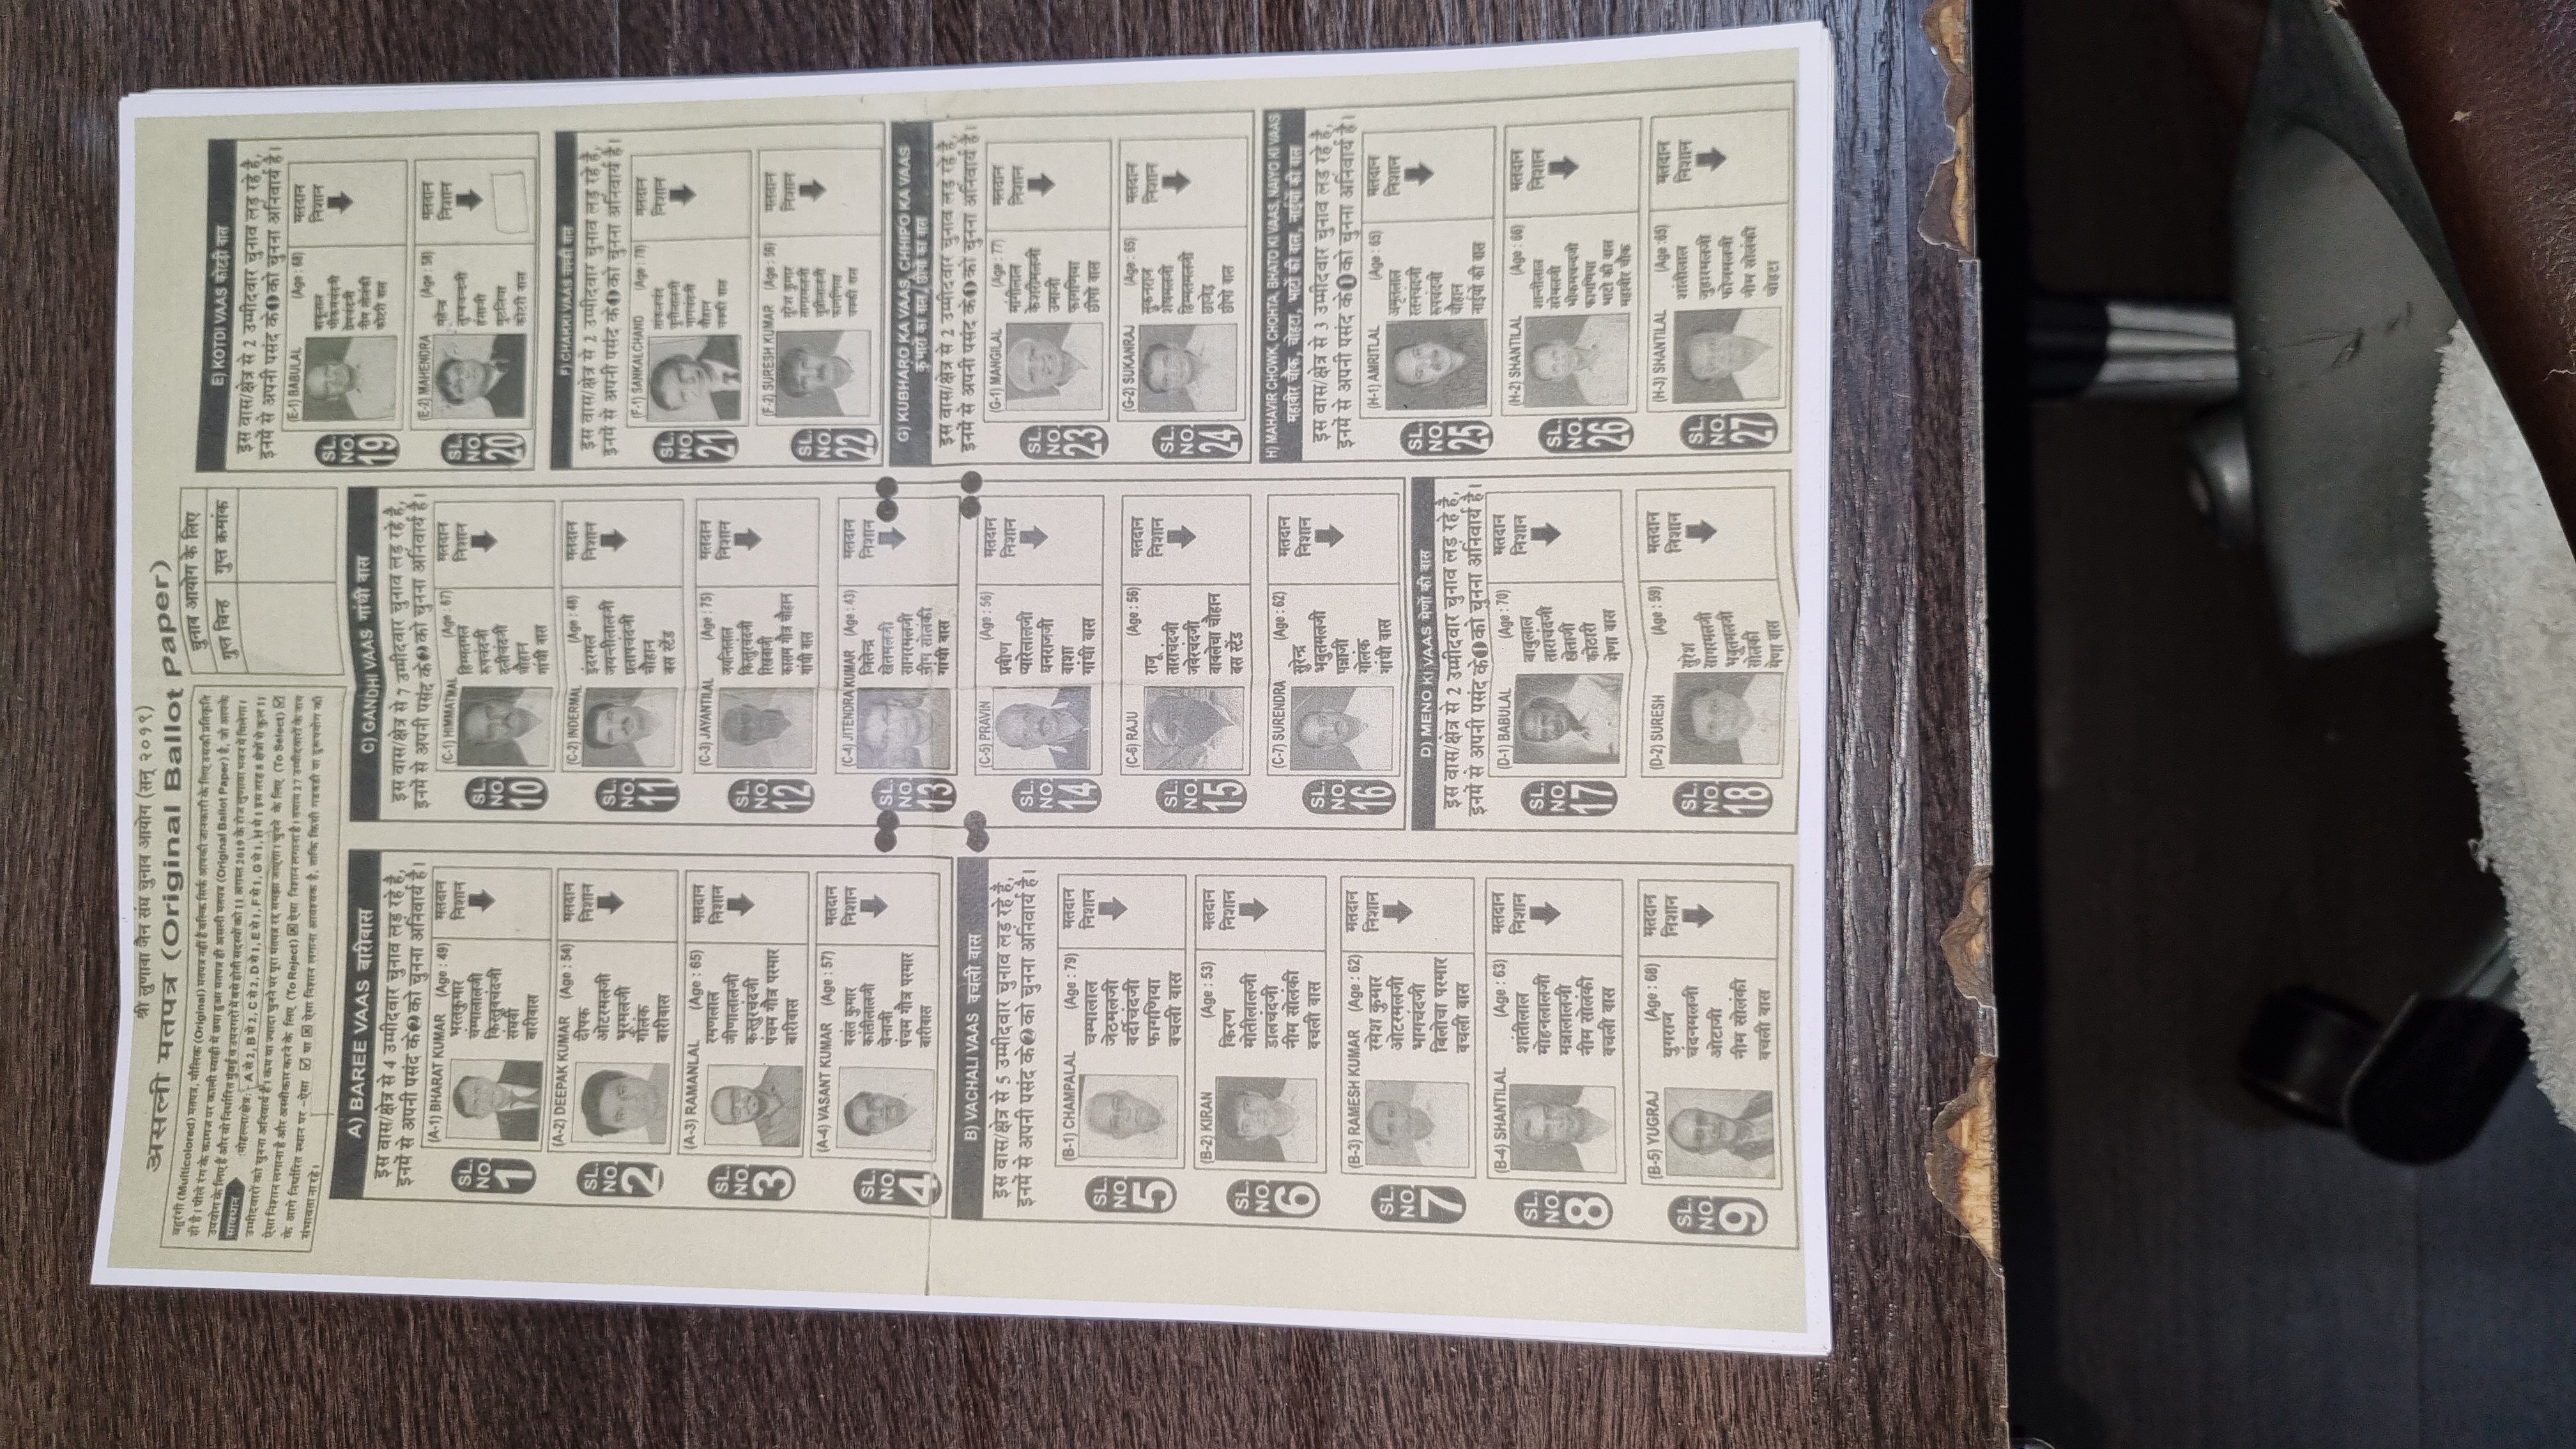 श्री लुणावा जैन संघ चुनाव आयोग (सन् २०१९)
असली मतपत्र (Original Ballot Paper)
बहुरंगी (Multicolored) मतपत्र, मौलिक (Original) मतपत्र नहीं है बल्कि सिर्फ आपकी जानकारी के लिए उसकी प्रतिकृति
ही है। पीले रंग के कागज पर काली स्याही में छपा हुआ मतपत्र ही असली मतपत्र (Original Ballot Paper) है, जो आपके
उपयोग के लिए है और वो निर्धारित मुंबई व उपनगरों में बसे होती सदस्यों को 11 अगस्त 2019 के रोज लुणावा भवन में मिलेगा।
सावधान
मोहल्ला/क्षेत्र:- A से 2, B से 2, C से 2, D से 1, E से 1, F से 1, G से 1, H से 1 इस तरह 8 क्षेत्रों से कुल 11
उम्मीदवारों को चुनना अनिवार्य है। कम या ज्यादा चुनने पर पूरा मतपत्र रद्द समझा जाएगा। चुनने के लिए (To Select) ☑
ऐसा निशान लगाना है और अस्वीकार करने के लिए (To Reject) ☒ ऐसा निशान लगाना है। तमाम 27 उम्मीदवारों के नाम
के आगे निर्धारित स्थान पर -ऐसा ☑ या ☒ ऐसा निशान लगाना आवश्यक है, ताकि किसी गडबडी या दुरूपयोग की
संभावता ना रहे।
चुनाव आयोग के लिए
गुप्त चिन्ह गुप्त क्रमांक
A) BAREE VAAS बारीवास
इस वास/क्षेत्र से 4 उम्मीदवार चुनाव लड़ रहे है,
इनमें से अपनी पसंद के ❷ को चुनना अनिवार्य है।
SL. NO. 1
(A-1) BHARAT KUMAR (Age : 49)
भरतकुमार
चंम्पालालजी
किस्तुरचंदजी
संघवी
बारीवास
मतदान
निशान
SL. NO. 2
(A-2) DEEPAK KUMAR (Age : 54)
दीपक
ओटरमलजी
भूरमलजी
गोलंक
बारीवास
मतदान
निशान
SL. NO. 3
(A-3) RAMANLAL (Age : 65)
रमणलाल
जीणालालजी
कस्तुरचंदजी
पंचम गौत्र परमार
बारीवास
मतदान
निशान
SL. NO. 4
(A-4) VASANT KUMAR (Age : 57)
वसंत कुमार
कांतीलालजी
चेनाजी
पंचम गौत्र परमार
बारीवास
मतदान
निशान
B) VACHALI VAAS वचली वास
इस वास/क्षेत्र से 5 उम्मीदवार चुनाव लड़ रहे है,
इनमें से अपनी पसंद के ❷ को चुनना अनिवार्य है।
SL. NO. 5
(B-1) CHAMPALAL (Age : 79)
चम्पालाल
जेठमलजी
वर्दीचंदजी
फागणिया
वचली वास
मतदान
निशान
SL. NO. 6
(B-2) KIRAN (Age : 53)
किरण
मोतीलालजी
डालचंदजी
नीम सोलंकी
वचली वास
मतदान
निशान
SL. NO. 7
(B-3) RAMESH KUMAR (Age : 62)
रमेश कुमार
ओटरमलजी
भागचंदजी
बिलोचा परमार
वचली वास
मतदान
निशान
SL. NO. 8
(B-4) SHANTILAL (Age : 63)
शांतीलाल
मोहनलालजी
मन्नालालजी
नीम सोलंकी
वचली वास
मतदान
निशान
SL. NO. 9
(B-5) YUGRAJ (Age : 68)
युगराज
चंदनमलजी
ओटाजी
नीम सोलंकी
वचली वास
मतदान
निशान
C) GANDHI VAAS गांधी वास
इस वास/क्षेत्र से 7 उम्मीदवार चुनाव लड़ रहे है,
इनमें से अपनी पसंद के ❷ को चुनना अनिवार्य है।
SL. NO. 10
(C-1) HIMMATMAL (Age : 67)
हिम्मतमल
रूपचंदजी
दलीचंदजी
चौहान
गांधी वास
मतदान
निशान
SL. NO. 11
(C-2) INDERMAL (Age : 48)
इंदरमल
जयन्तीलालजी
प्रतापचंदजी
चौहान
बस स्टेंड
मतदान
निशान
SL. NO. 12
(C-3) JAYANTILAL (Age : 75)
जयन्तिलाल
किस्तुरचंदजी
रिखबाजी
कासम गौत्र चौहान
गांधी वास
मतदान
निशान
SL. NO. 13
(C-4) JITENDRA KUMAR (Age : 43)
जितेन्द्र
खेतमलजी
सागरमलजी
नीम सोलंकी
गांधी वास
मतदान
निशान
SL. NO. 14
(C-5) PRAVIN (Age : 56)
प्रवीण
प्यारेलालजी
धनराजजी
वाशा
गांधी वास
मतदान
निशान
SL. NO. 15
(C-6) RAJU (Age : 56)
राजू
ताराचंदजी
जवेरचंदजी
वावलेचा चौहान
बस स्टेंड
मतदान
निशान
SL. NO. 16
(C-7) SURENDRA (Age : 62)
सुरेन्द्र
भबुतमलजी
पन्नाजी
गोलंक
गांधी वास
मतदान
निशान
D) MENO KI VAAS मेणों की वास
इस वास/क्षेत्र से 2 उम्मीदवार चुनाव लड़ रहे है,
इनमें से अपनी पसंद के ❶ को चुनना अनिवार्य है।
SL. NO. 17
(D-1) BABULAL (Age : 70)
बाबुलाल
ताराचंदजी
खेताजी
कोठारी
मेणा वास
मतदान
निशान
SL. NO. 18
(D-2) SURESH (Age : 59)
सुरेश
सागरमलजी
भबुतमलजी
सोलंकी
मेणा वास
मतदान
निशान
E) KOTDI VAAS कोटड़ी वास
इस वास/क्षेत्र से 2 उम्मीदवार चुनाव लड़ रहे है,
इनमें से अपनी पसंद के ❶ को चुनना अनिवार्य है।
SL. NO. 19
(E-1) BABULAL (Age : 68)
बाबूलाल
भीकमचंदजी
प्रेमचंदजी
नीम सोलंकी
कोटरी वास
मतदान
निशान
SL. NO. 20
(E-2) MAHENDRA (Age : 58)
महेन्द्र
हंसाजी
पुठलिया
कोटरी वास
मतदान
निशान
F) CHAKKI VAAS चक्की वास
इस वास/क्षेत्र से 2 उम्मीदवार चुनाव लड़ रहे है,
इनमें से अपनी पसंद के ❶ को चुनना अनिवार्य है।
SL. NO. 21
(F-1) SANKALCHAND (Age : 78)
सांकलचंद
चुनीलालजी
भागचंदजी
चौहान
चक्की वास
मतदान
निशान
SL. NO. 22
(F-2) SURESH KUMAR (Age : 56)
सुरेश कुमार
सागरमलजी
चुन्नीलालजी
फागणिया
चक्की वास
मतदान
निशान
G) KUBHARO KA VAAS, CHHIPO KA VAAS
कुंभारो का वास, छीपों का वास
इस वास/क्षेत्र से 2 उम्मीदवार चुनाव लड़ रहे है,
इनमें से अपनी पसंद के ❶ को चुनना अनिवार्य है।
SL. NO. 23
(G-1) MANGILAL (Age : 77)
मांगीलाल
केशरीमलजी
उमाजी
फागणिया
छीपो वास
मतदान
निशान
SL. NO. 24
(G-2) SUKANRAJ (Age : 65)
सुकनराज
शेषमलजी
हिम्मतमलजी
छाजेड़
छीपो वास
मतदान
निशान
H) MAHAVIR CHOWK, CHOHTA, BHATO KI VAAS, NAIYO KI VAAS
महावीर चौक, चोहटा, भाटों की वास, नाईयों की वास
इस वास/क्षेत्र से 3 उम्मीदवार चुनाव लड़ रहे है,
इनमें से अपनी पसंद के ❶ को चुनना अनिवार्य है।
SL. NO. 25
(H-1) AMRITLAL (Age : 65)
अमृतलाल
रतनचंदजी
रूपचंदजी
चौहान
नाईयों की वास
मतदान
निशान
SL. NO. 26
(H-2) SHANTILAL (Age : 66)
शान्तीलाल
सरेमलजी
भीकमचन्दजी
फागणिया
भाटो की वास
महावीर चौक
मतदान
निशान
SL. NO. 27
(H-3) SHANTILAL (Age : 65)
शांतीलाल
जुहारमलजी
फोजमलजी
नीम सोलंकी
चोहटा
मतदान
निशान